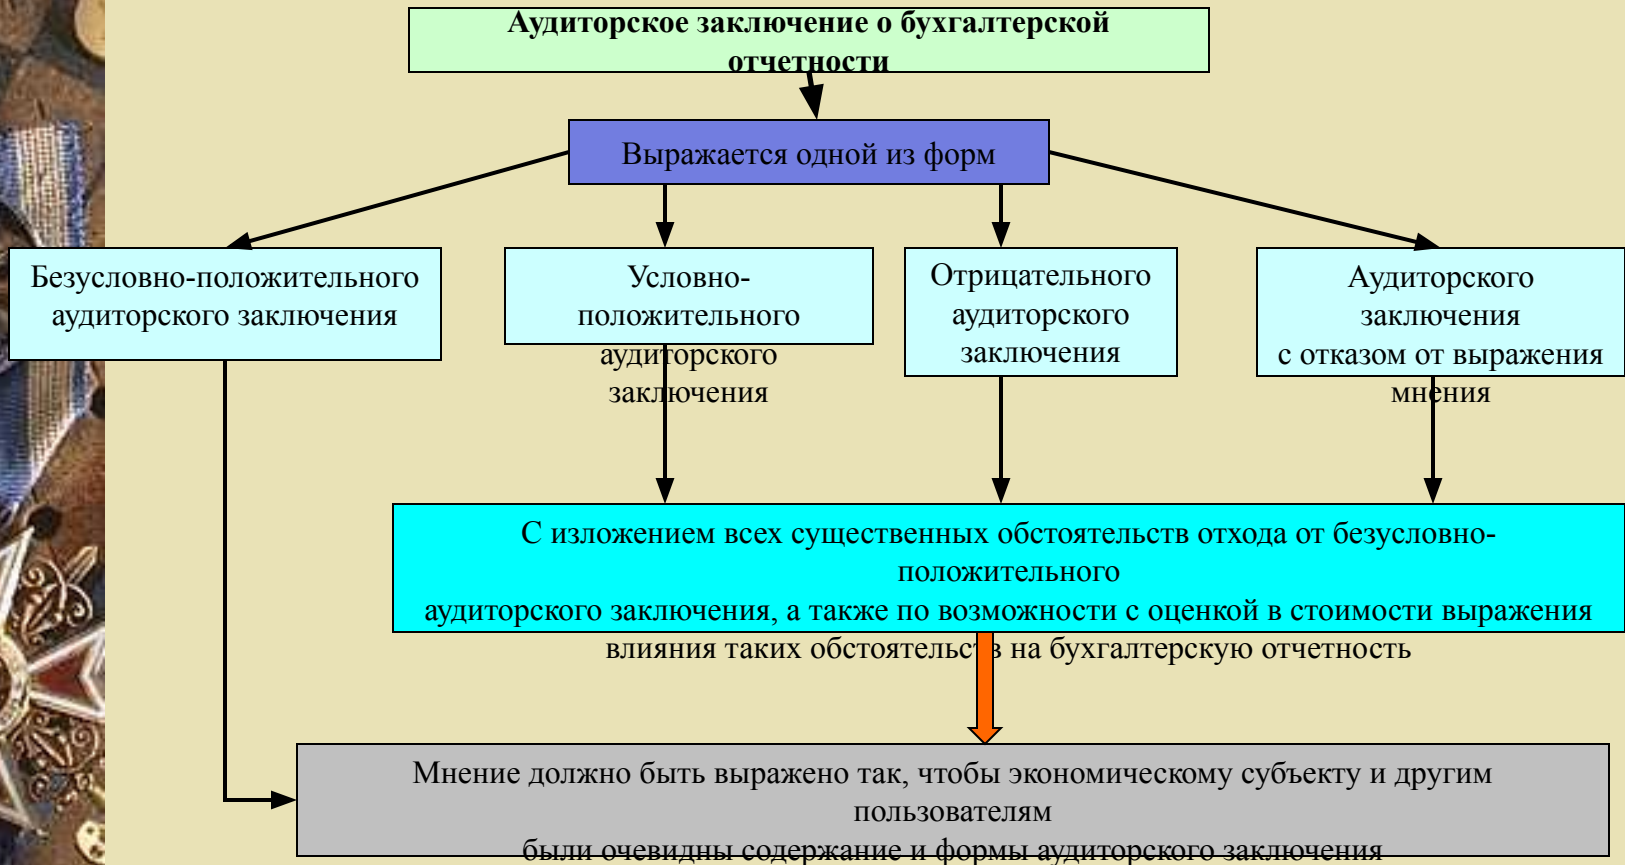 Аудиторское заключение о бухгалтерской
отчетности
Выражается одной из форм
Безусловно-положительного
аудиторского заключения
Условно-
положительного
аудиторского
заключения
Отрицательного
аудиторского
заключения
Аудиторского
заключения
с отказом от выражения
мнения
С изложением всех существенных обстоятельств отхода от безусловно-
положительного
аудиторского заключения, а также по возможности с оценкой в стоимости выражения
влияния таких обстоятельств на бухгалтерскую отчетность
Мнение должно быть выражено так, чтобы экономическому субъекту и другим
пользователям
были очевидны содержание и формы аудиторского заключения